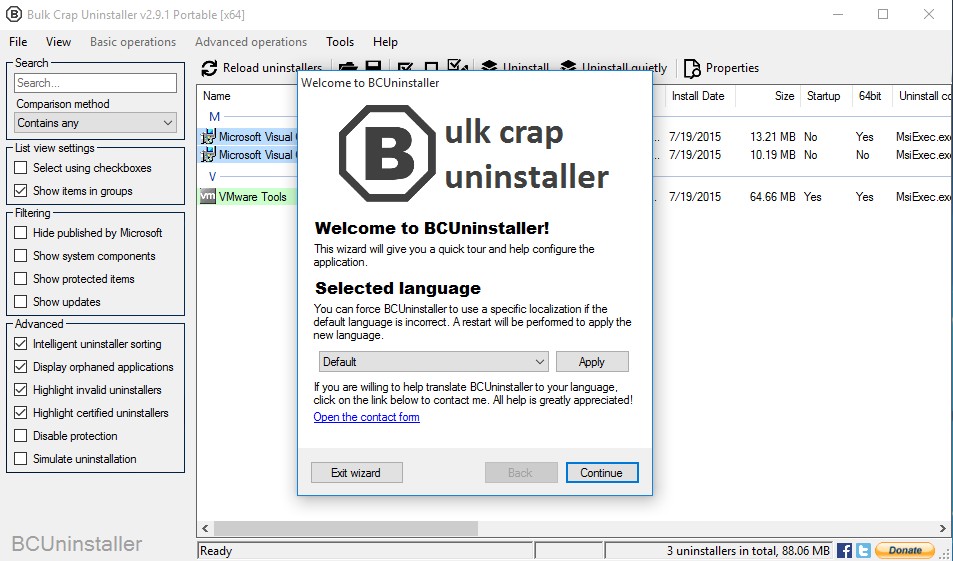 Bulk Crap Uninstaller v2.9.1 Portable [x64]
File View Basic operations Advanced operations Tools Help
Search
Search...
Comparison method
Contains any
List view settings
Select using checkboxes
Show items in groups
Filtering
Hide published by Microsoft
Show system components
Show protected items
Show updates
Advanced
Intelligent uninstaller sorting
Display orphaned applications
Highlight invalid uninstallers
Highlight certified uninstallers
Disable protection
Simulate uninstallation
BCUninstaller
Reload uninstallers Uninstall Uninstall quietly Properties
Name Install Date Size Startup 64bit Uninstall co
M
Microsoft Visual C .. 7/19/2015 13.21 MB No Yes MsiExec.exe
Microsoft Visual C .. 7/19/2015 10.19 MB No No MsiExec.exe
V
vm VMware Tools .. 7/19/2015 64.66 MB Yes Yes MsiExec.exe
Welcome to BCUninstaller
B ulk crap
uninstaller
Welcome to BCUninstaller!
This wizard will give you a quick tour and help configure the
application.
Selected language
You can force BCUninstaller to use a specific localization if the
default language is incorrect. A restart will be performed to apply the
new language.
Default Apply
If you are willing to help translate BCUninstaller to your language,
click on the link below to contact me. All help is greatly appreciated!
Open the contact form
Exit wizard Back Continue
Ready 3 uninstallers in total, 88.06 MB Donate